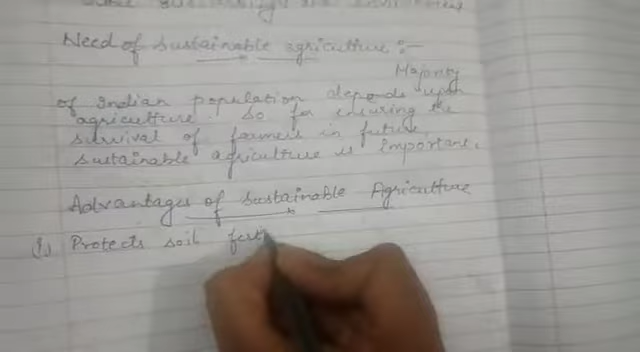 Need of sustainable agriculture :-
Majority
of Indian population depends upon
agriculture. So for ensuring the
survival of farmers in future,
sustainable agriculture is important.
Advantages of sustainable Agriculture
(i) Protects soil fert